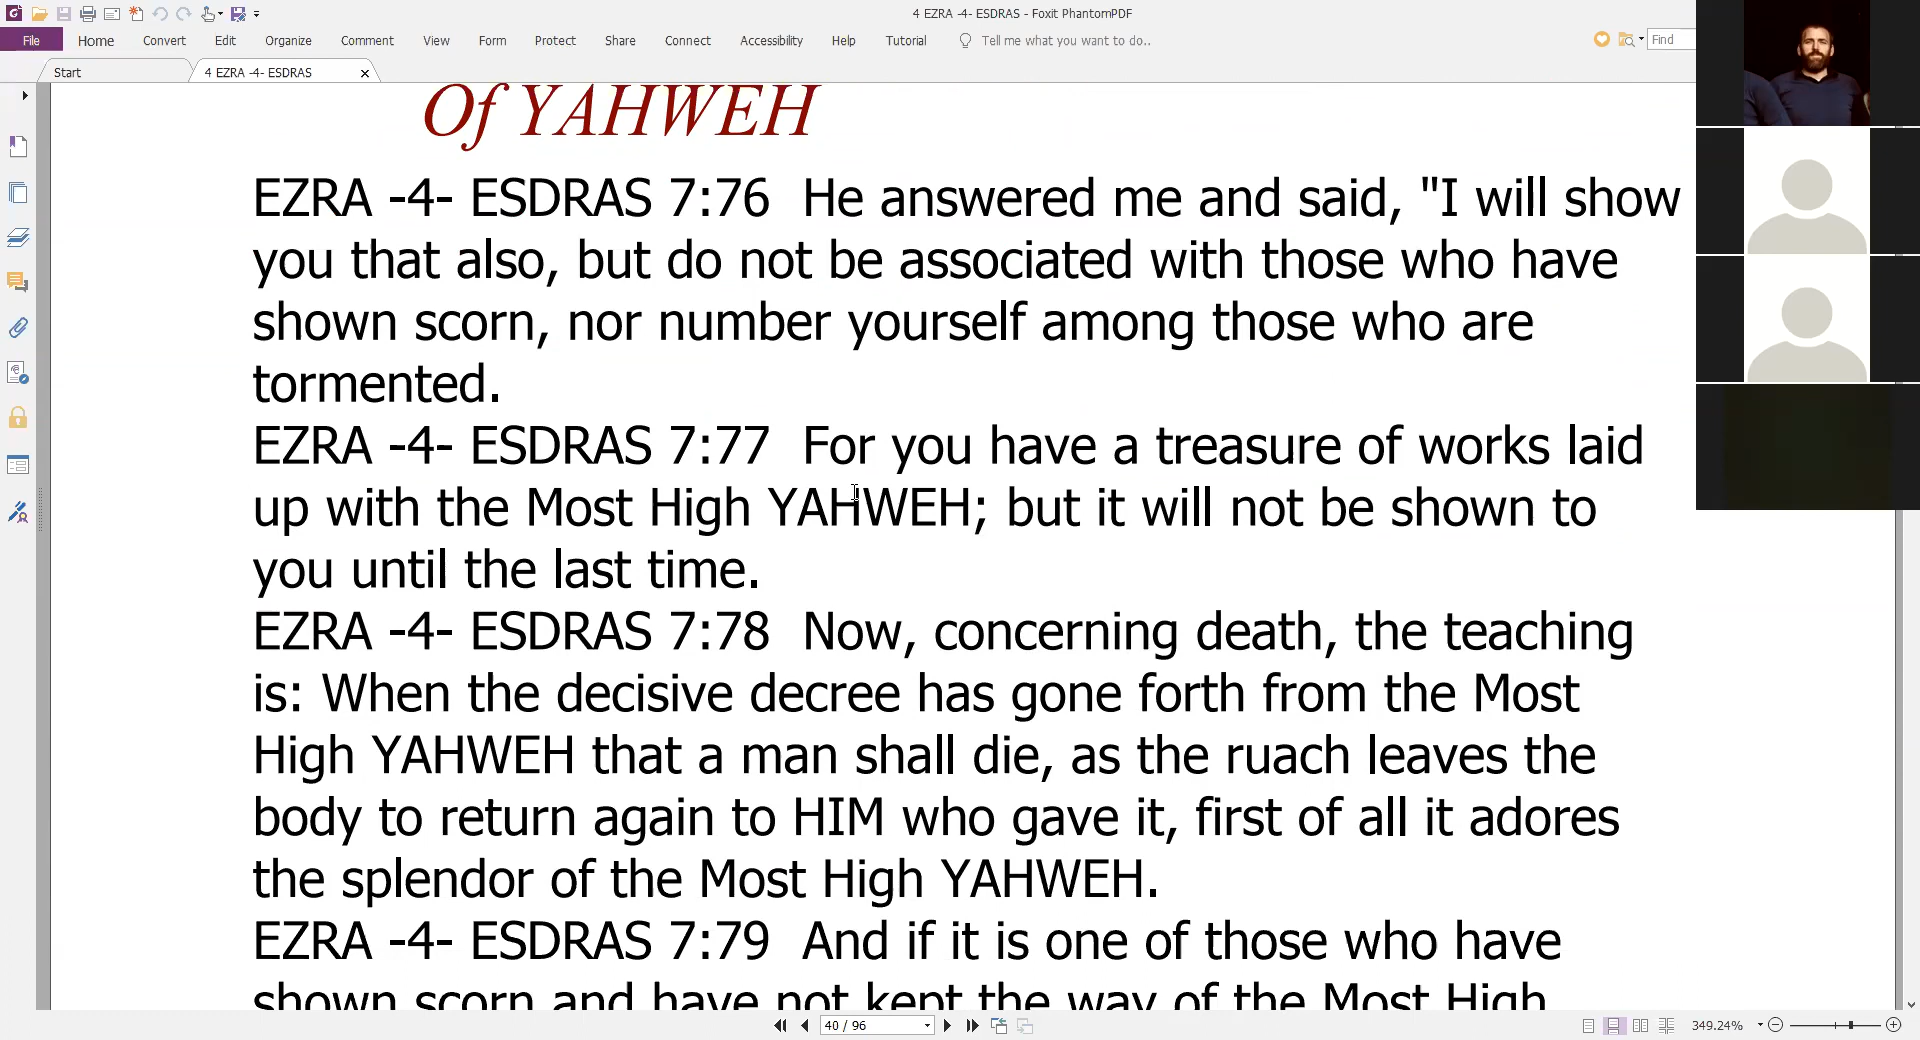 4 EZRA -4- ESDRAS - Foxit PhantomPDF
File Home Convert Edit Organize Comment View Form Protect Share Connect Accessibility Help Tutorial Tell me what you want to do.. Find
Start 4 EZRA -4- ESDRAS
Of YAHWEH
EZRA -4- ESDRAS 7:76 He answered me and said, "I will show
you that also, but do not be associated with those who have
shown scorn, nor number yourself among those who are
tormented.
EZRA -4- ESDRAS 7:77 For you have a treasure of works laid
up with the Most High YAHWEH; but it will not be shown to
you until the last time.
EZRA -4- ESDRAS 7:78 Now, concerning death, the teaching
is: When the decisive decree has gone forth from the Most
High YAHWEH that a man shall die, as the ruach leaves the
body to return again to HIM who gave it, first of all it adores
the splendor of the Most High YAHWEH.
EZRA -4- ESDRAS 7:79 And if it is one of those who have
shown scorn and have not kept the way of the Most High
40 / 96 349.24%